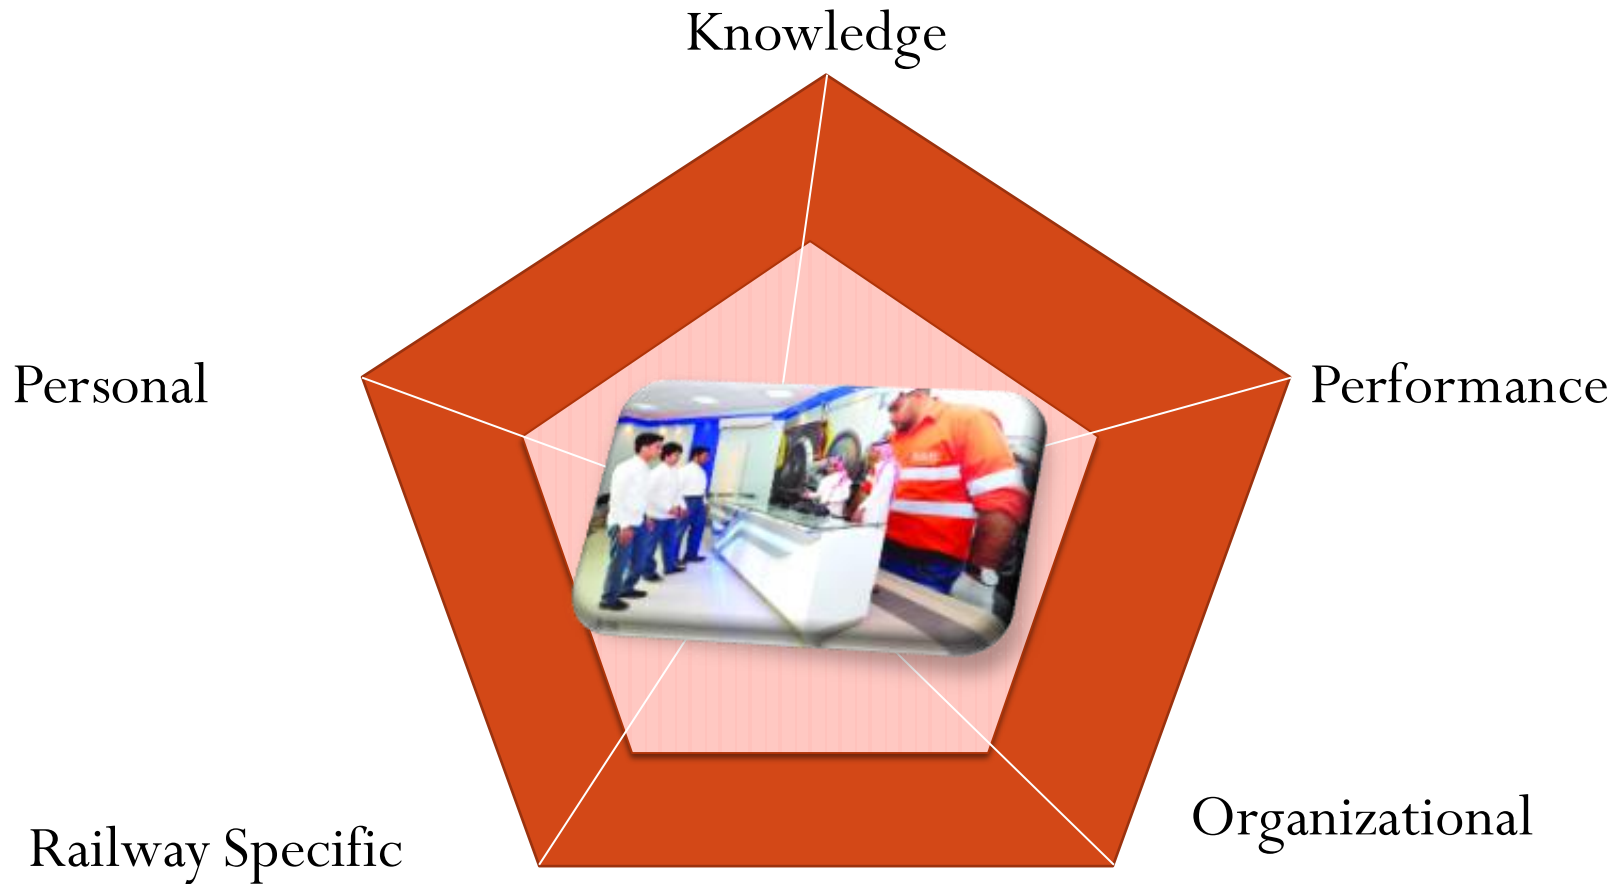 Knowledge
Personal
Performance
Organizational
Railway Specific